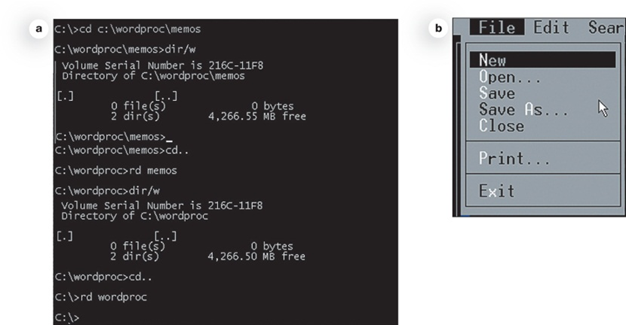 a
C:\>cd c:\wordproc\memos
C:\wordproc\memos>dir/w
Volume Serial Number is 216C-11F8
Directory of C:\wordproc\memos
[.] [..]
0 file(s) 0 bytes
2 dir(s) 4,266.55 MB free
C:\wordproc\memos>_
C:\wordproc\memos>cd..
C:\wordproc>rd memos
C:\wordproc>dir/w
Volume Serial Number is 216C-11F8
Directory of C:\wordproc
[.] [..]
0 file(s) 0 bytes
2 dir(s) 4,266.50 MB free
C:\wordproc>cd..
C:\>rd wordproc
C:\>
b
File Edit Sear
New
Open...
Save
Save As...
Close
Print...
Exit